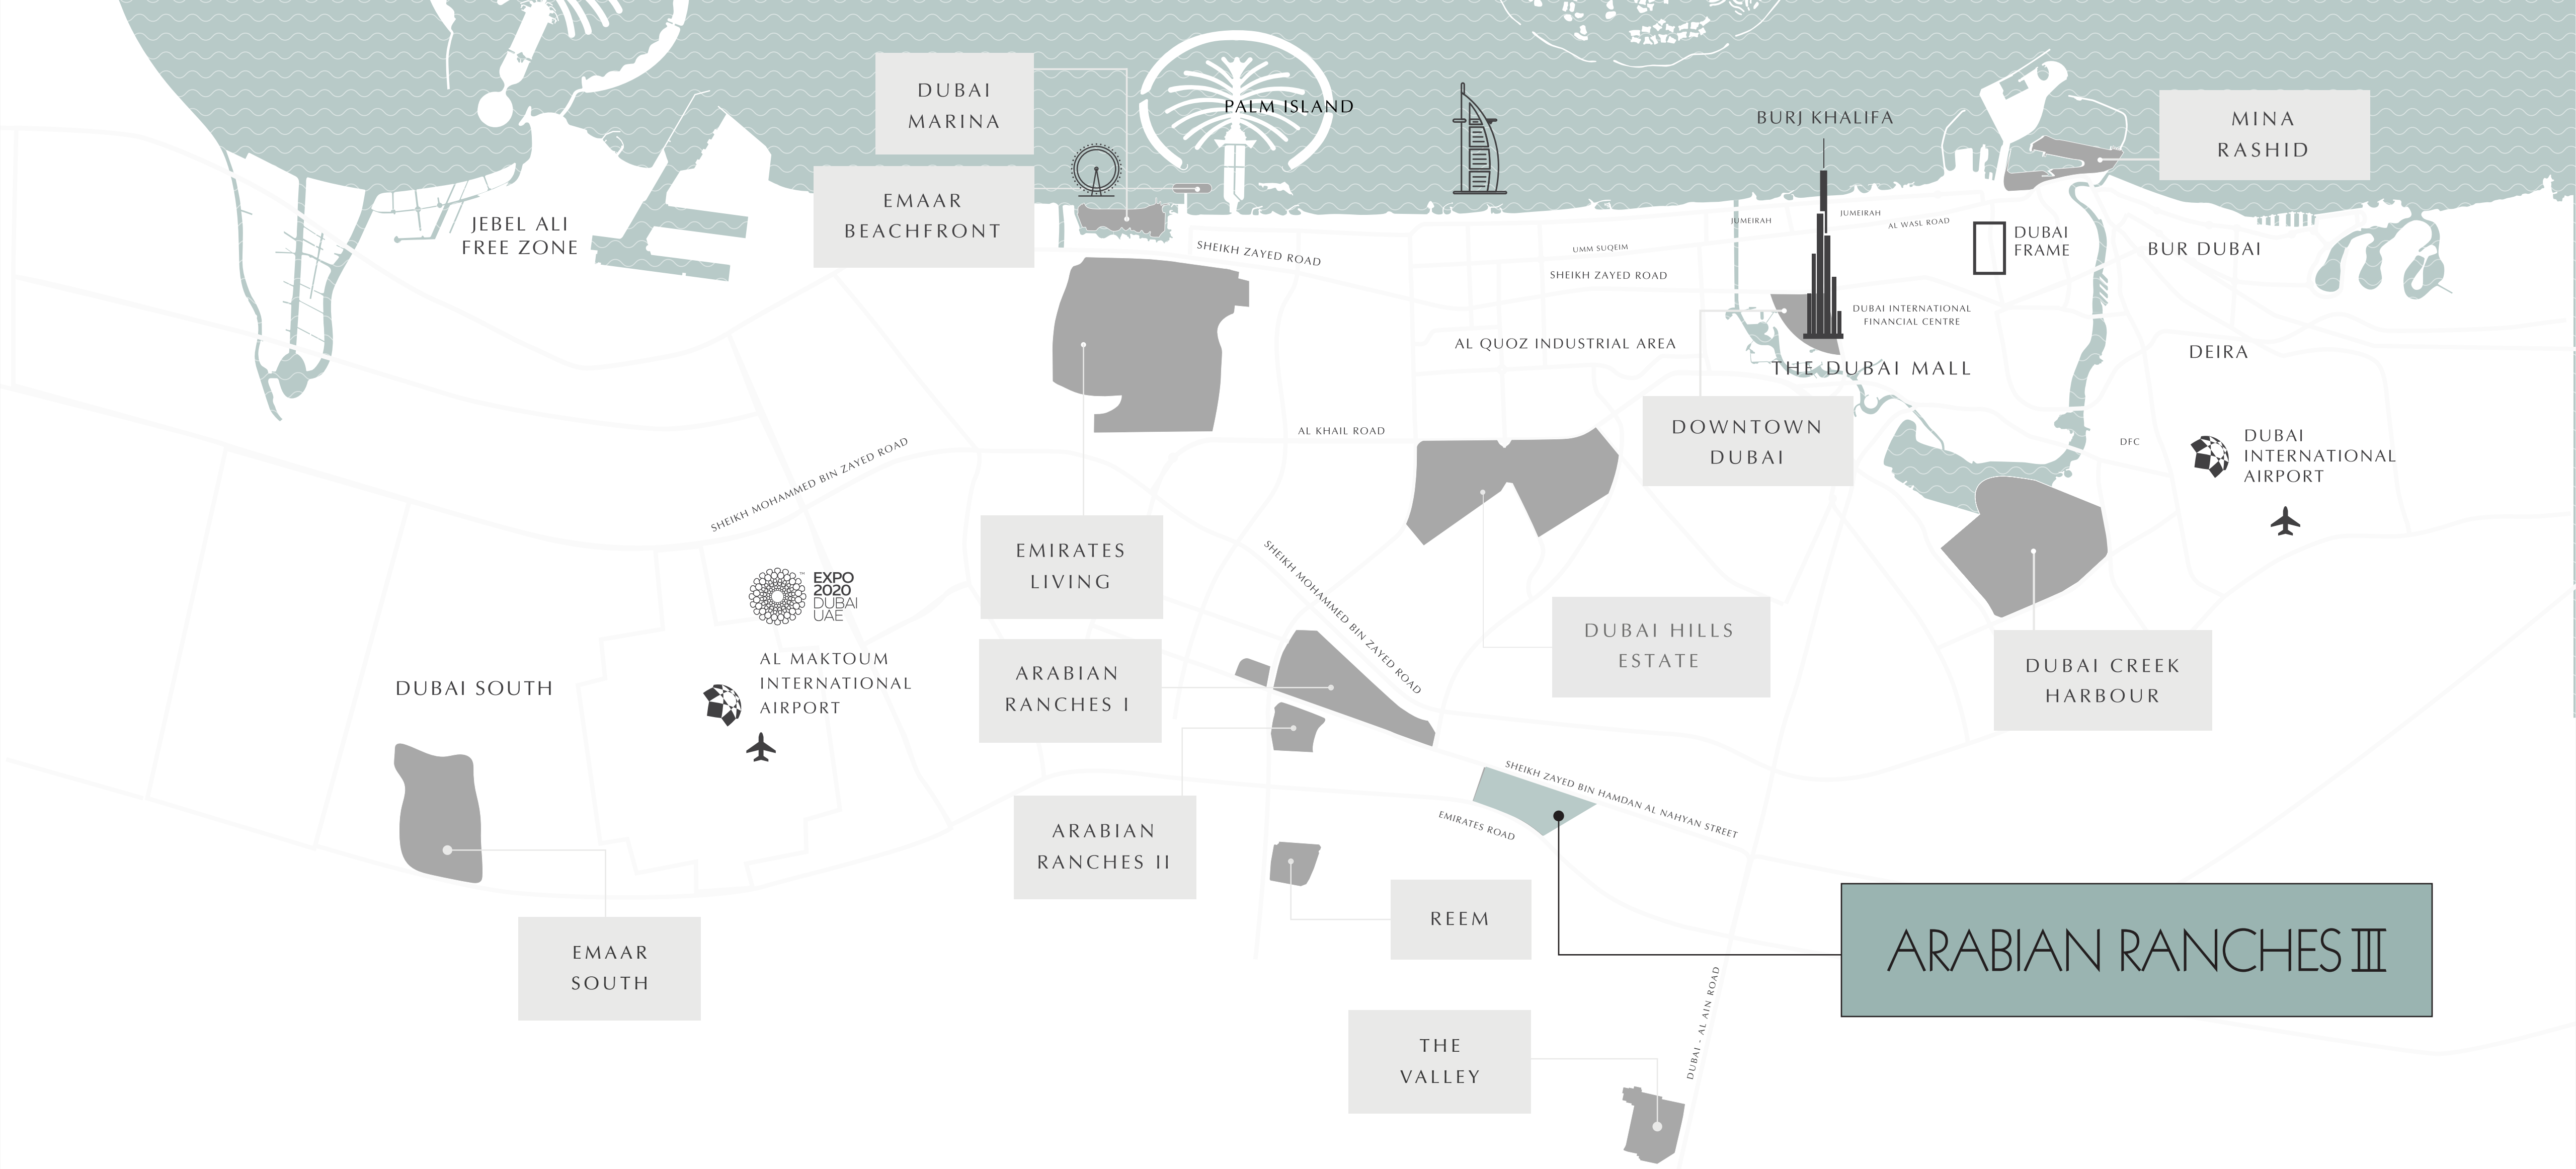 DUBAI
MARINA
PALM ISLAND
BURJ KHALIFA
MINA
RASHID
EMAAR
BEACHFRONT
JEBEL ALI
FREE ZONE
SHEIKH ZAYED ROAD
UMM SUQEIM
SHEIKH ZAYED ROAD
JUMEIRAH
JUMEIRAH
AL WASL ROAD
DUBAI
FRAME
BUR DUBAI
DUBAI INTERNATIONAL
FINANCIAL CENTRE
AL QUOZ INDUSTRIAL AREA
THE DUBAI MALL
DEIRA
DOWNTOWN
DUBAI
AL KHAIL ROAD
DFC
DUBAI
INTERNATIONAL
AIRPORT
SHEIKH MOHAMMED BIN ZAYED ROAD
EMIRATES
LIVING
EXPO
2020
DUBAI
UAE
™
SHEIKH MOHAMMED BIN ZAYED ROAD
DUBAI HILLS
ESTATE
DUBAI CREEK
HARBOUR
DUBAI SOUTH
AL MAKTOUM
INTERNATIONAL
AIRPORT
ARABIAN
RANCHES I
SHEIKH ZAYED BIN HAMDAN AL NAHYAN STREET
EMIRATES ROAD
ARABIAN
RANCHES II
REEM
ARABIAN RANCHES III
EMAAR
SOUTH
DUBAI - AL AIN ROAD
THE
VALLEY